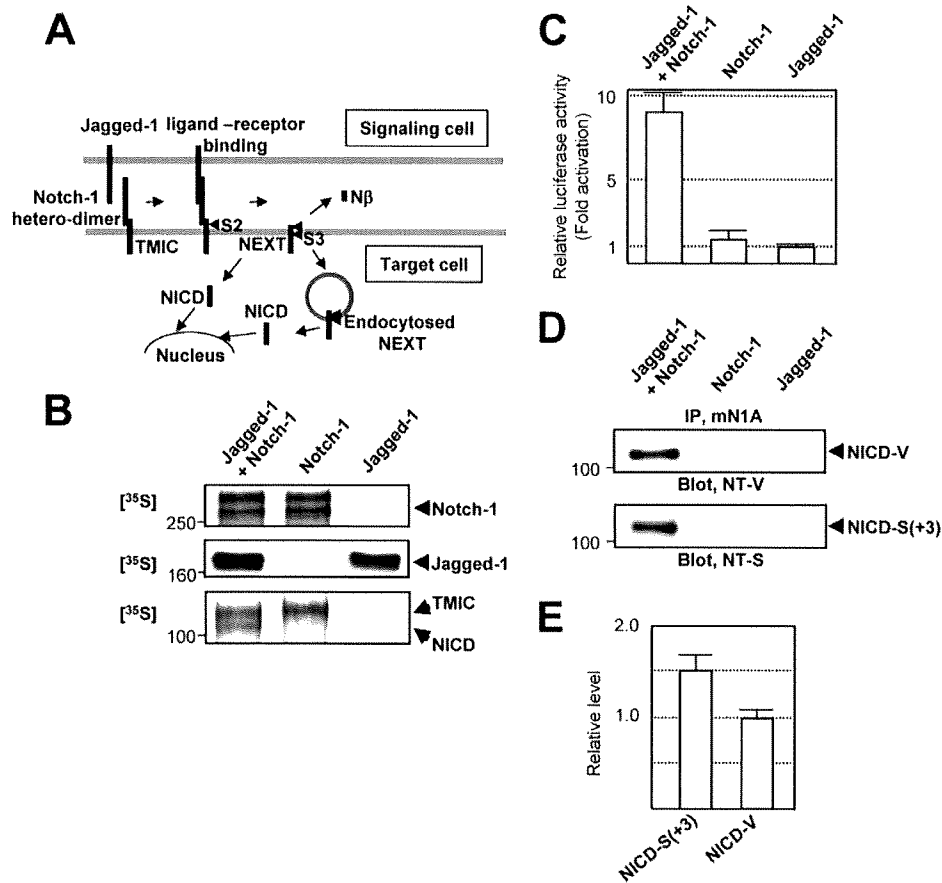 A
Jagged-1
ligand –receptor
binding
Signaling cell
Notch-1
hetero-dimer
TMIC
S2
NEXT
S3
Nβ
Target cell
NICD
NICD
Endocytosed
NEXT
Nucleus
B
Jagged-1
+ Notch-1
Notch-1
Jagged-1
[35S]
250
Notch-1
[35S]
160
Jagged-1
[35S]
100
TMIC
NICD
C
Jagged-1
+ Notch-1
Notch-1
Jagged-1
Relative luciferase activity
(Fold activation)
10
5
1
D
Jagged-1
+ Notch-1
Notch-1
Jagged-1
IP, mN1A
100
NICD-V
Blot, NT-V
100
NICD-S(+3)
Blot, NT-S
E
Relative level
2.0
1.0
NICD-S(+3)
NICD-V